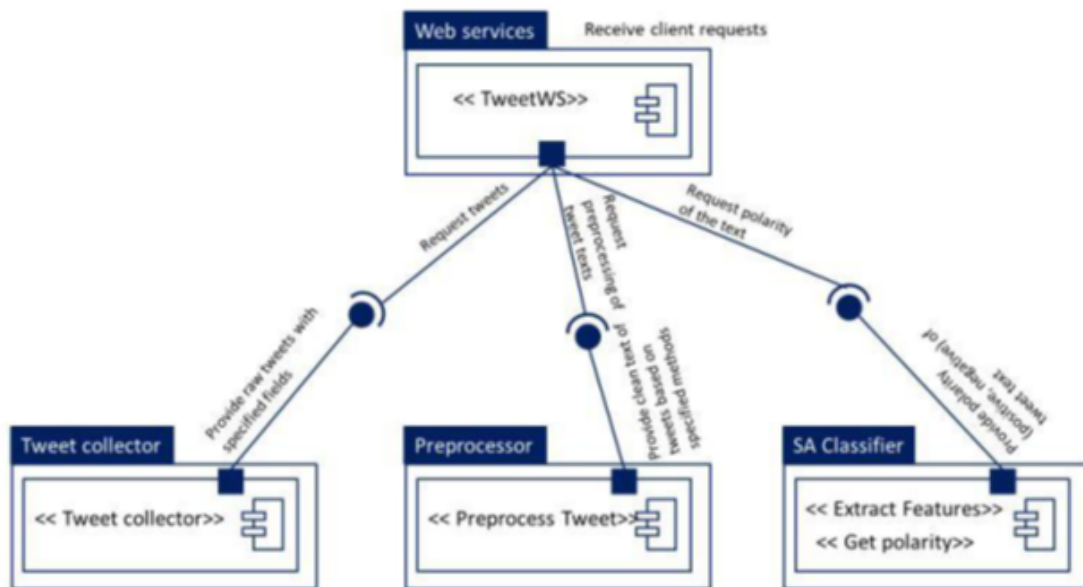 Web services
Receive client requests
<< TweetWS>>
Request tweets
Request
preprocessing of
tweet texts
Request polarity
of the text
Provide raw tweets with
specified fields
Provide clean text of
tweets based on
specified methods
Provide polarity
(positive, negative) of
tweet text
Tweet collector
<< Tweet collector>>
Preprocessor
<< Preprocess Tweet>>
SA Classifier
<< Extract Features>>
<< Get polarity>>